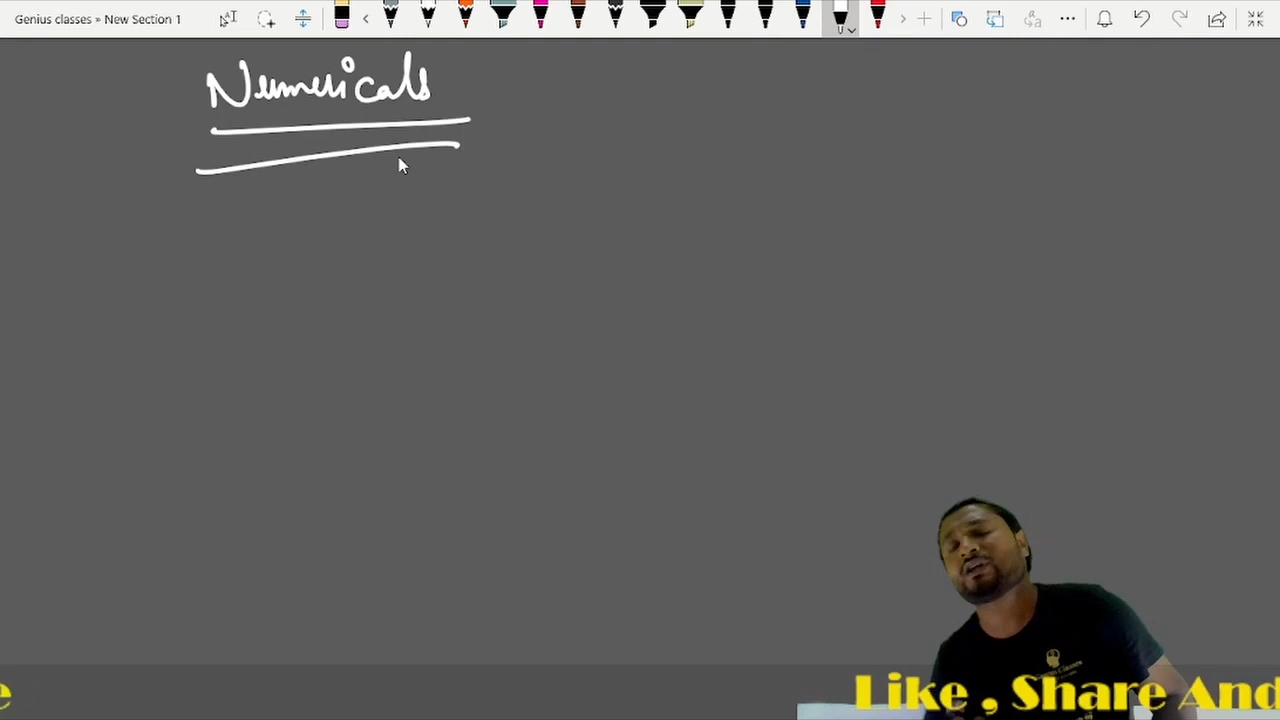 Genius classes » New Section 1
Numericals
e
Like , Share And